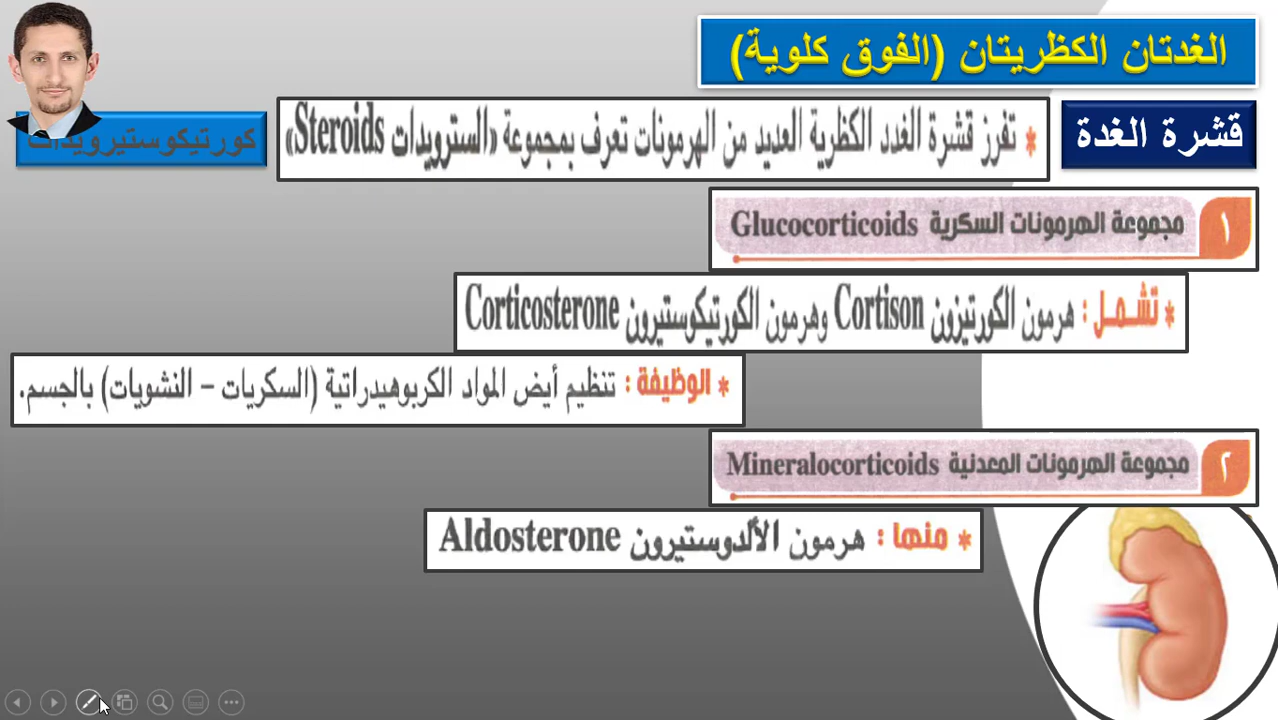 الغدتان الكظريتان (الفوق كلوية)
قشرة الغدة
* تفرز قشرة الغدد الكظرية العديد من الهرمونات تعرف بمجموعة «السترويدات Steroids»
كورتيكوستيرويدات
١ مجموعة الهرمونات السكرية Glucocorticoids
* تشمل : هرمون الكورتيزون Cortison وهرمون الكورتيكوستيرون Corticosterone
* الوظيفة : تنظيم أيض المواد الكربوهيدراتية (السكريات – النشويات) بالجسم.
٢ مجموعة الهرمونات المعدنية Mineralocorticoids
* منها : هرمون الألدوستيرون Aldosterone